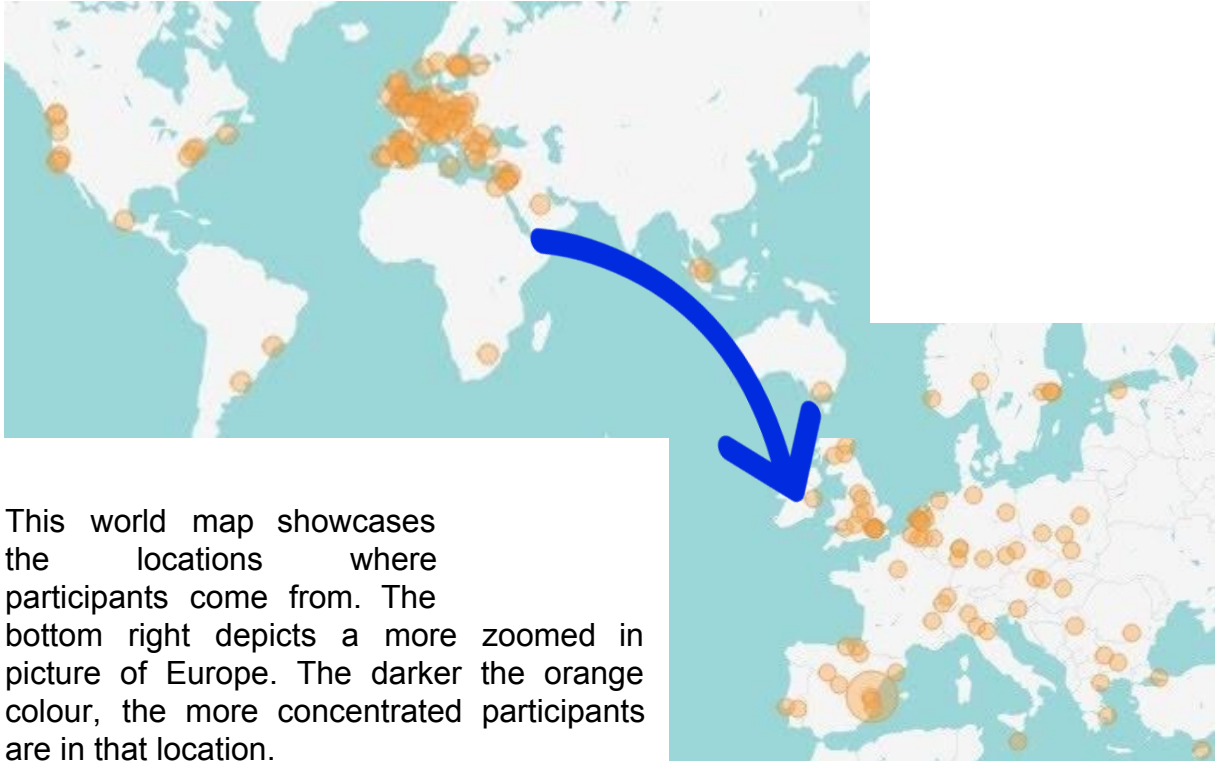 This world map showcases
the locations where
participants come from. The
bottom right depicts a more zoomed in
picture of Europe. The darker the orange
colour, the more concentrated participants
are in that location.